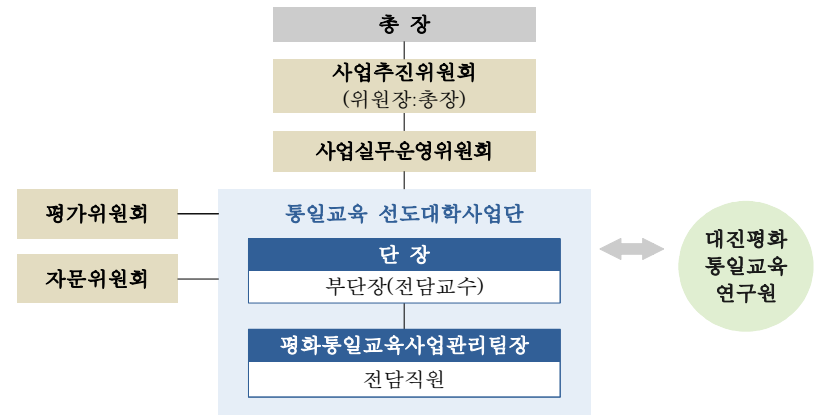 총 장
사업추진위원회
(위원장:총장)
사업실무운영위원회
평가위원회
자문위원회
통일교육 선도대학사업단
단 장
부단장(전담교수)
평화통일교육사업관리팀장
전담직원
대진평화
통일교육
연구원